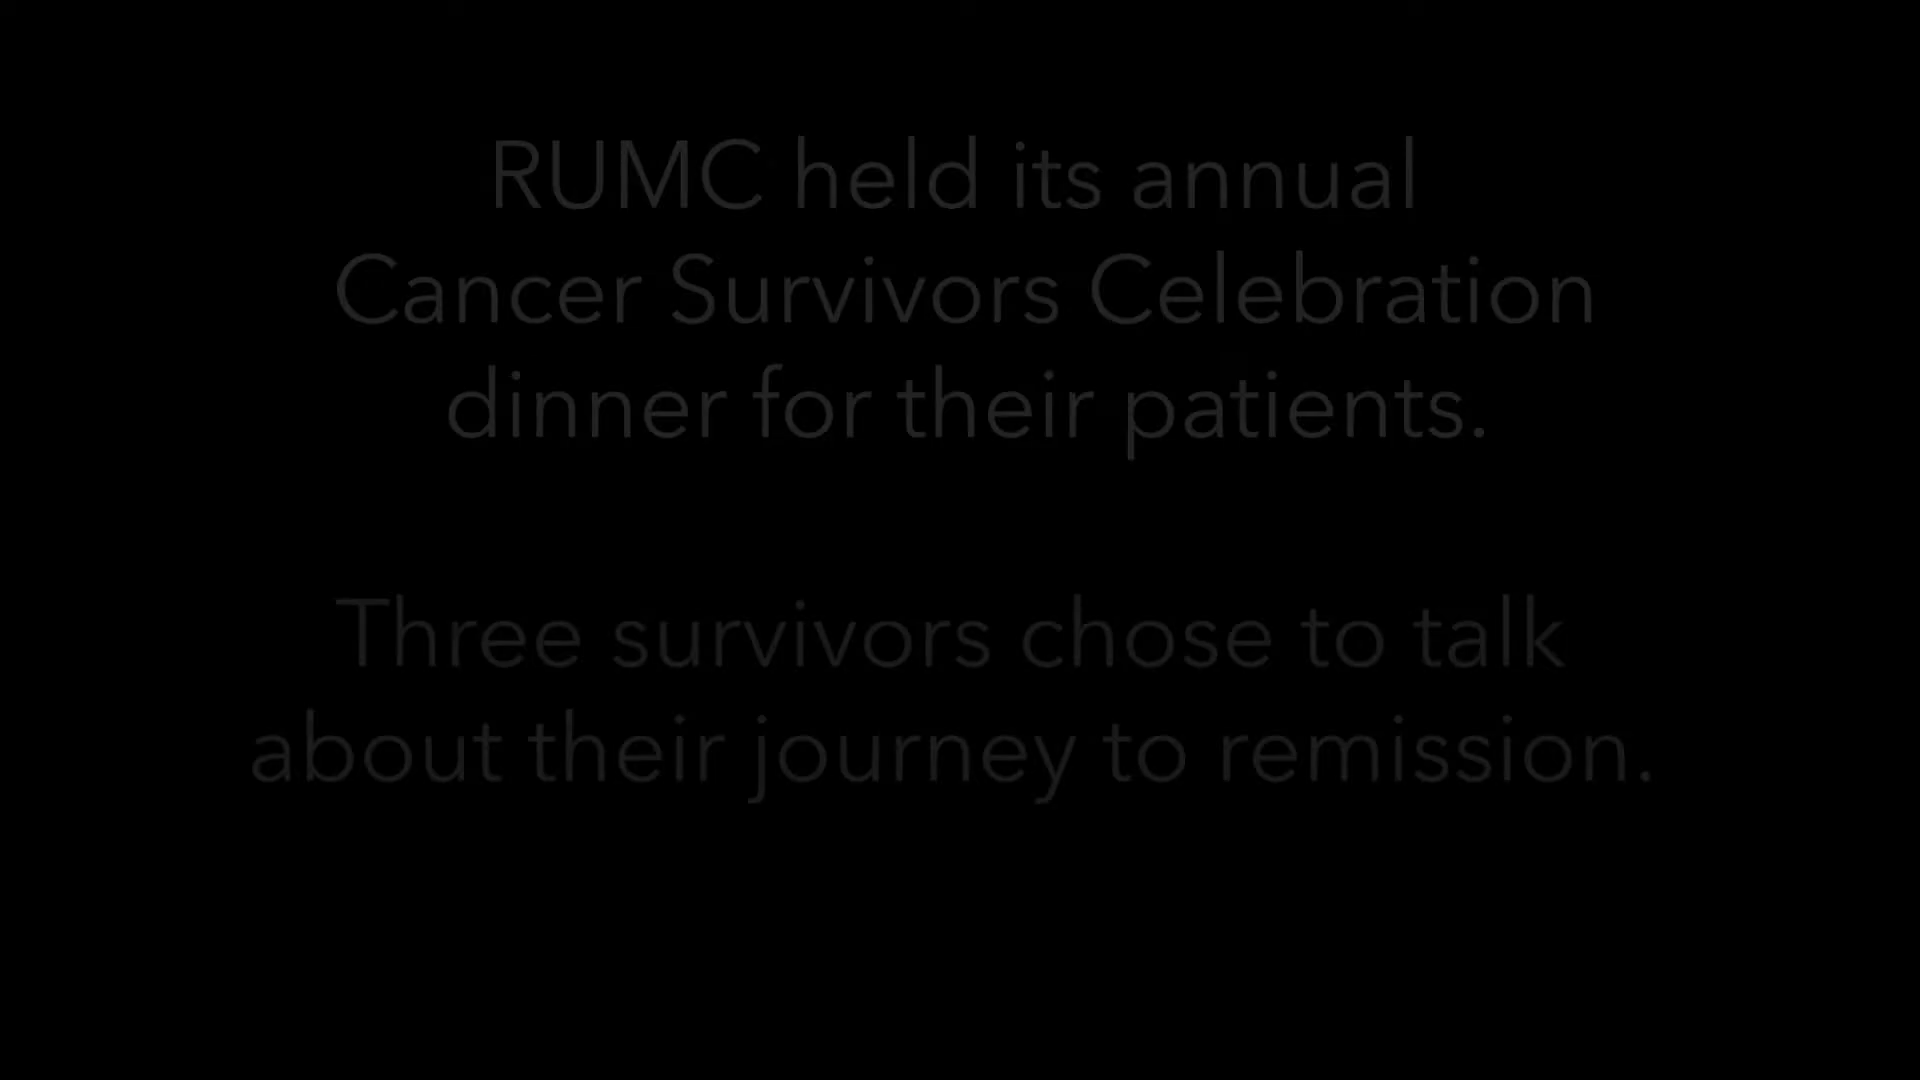 RUMC held its annual
Cancer Survivors Celebration
dinner for their patients.
Three survivors chose to talk
about their journey to remission.